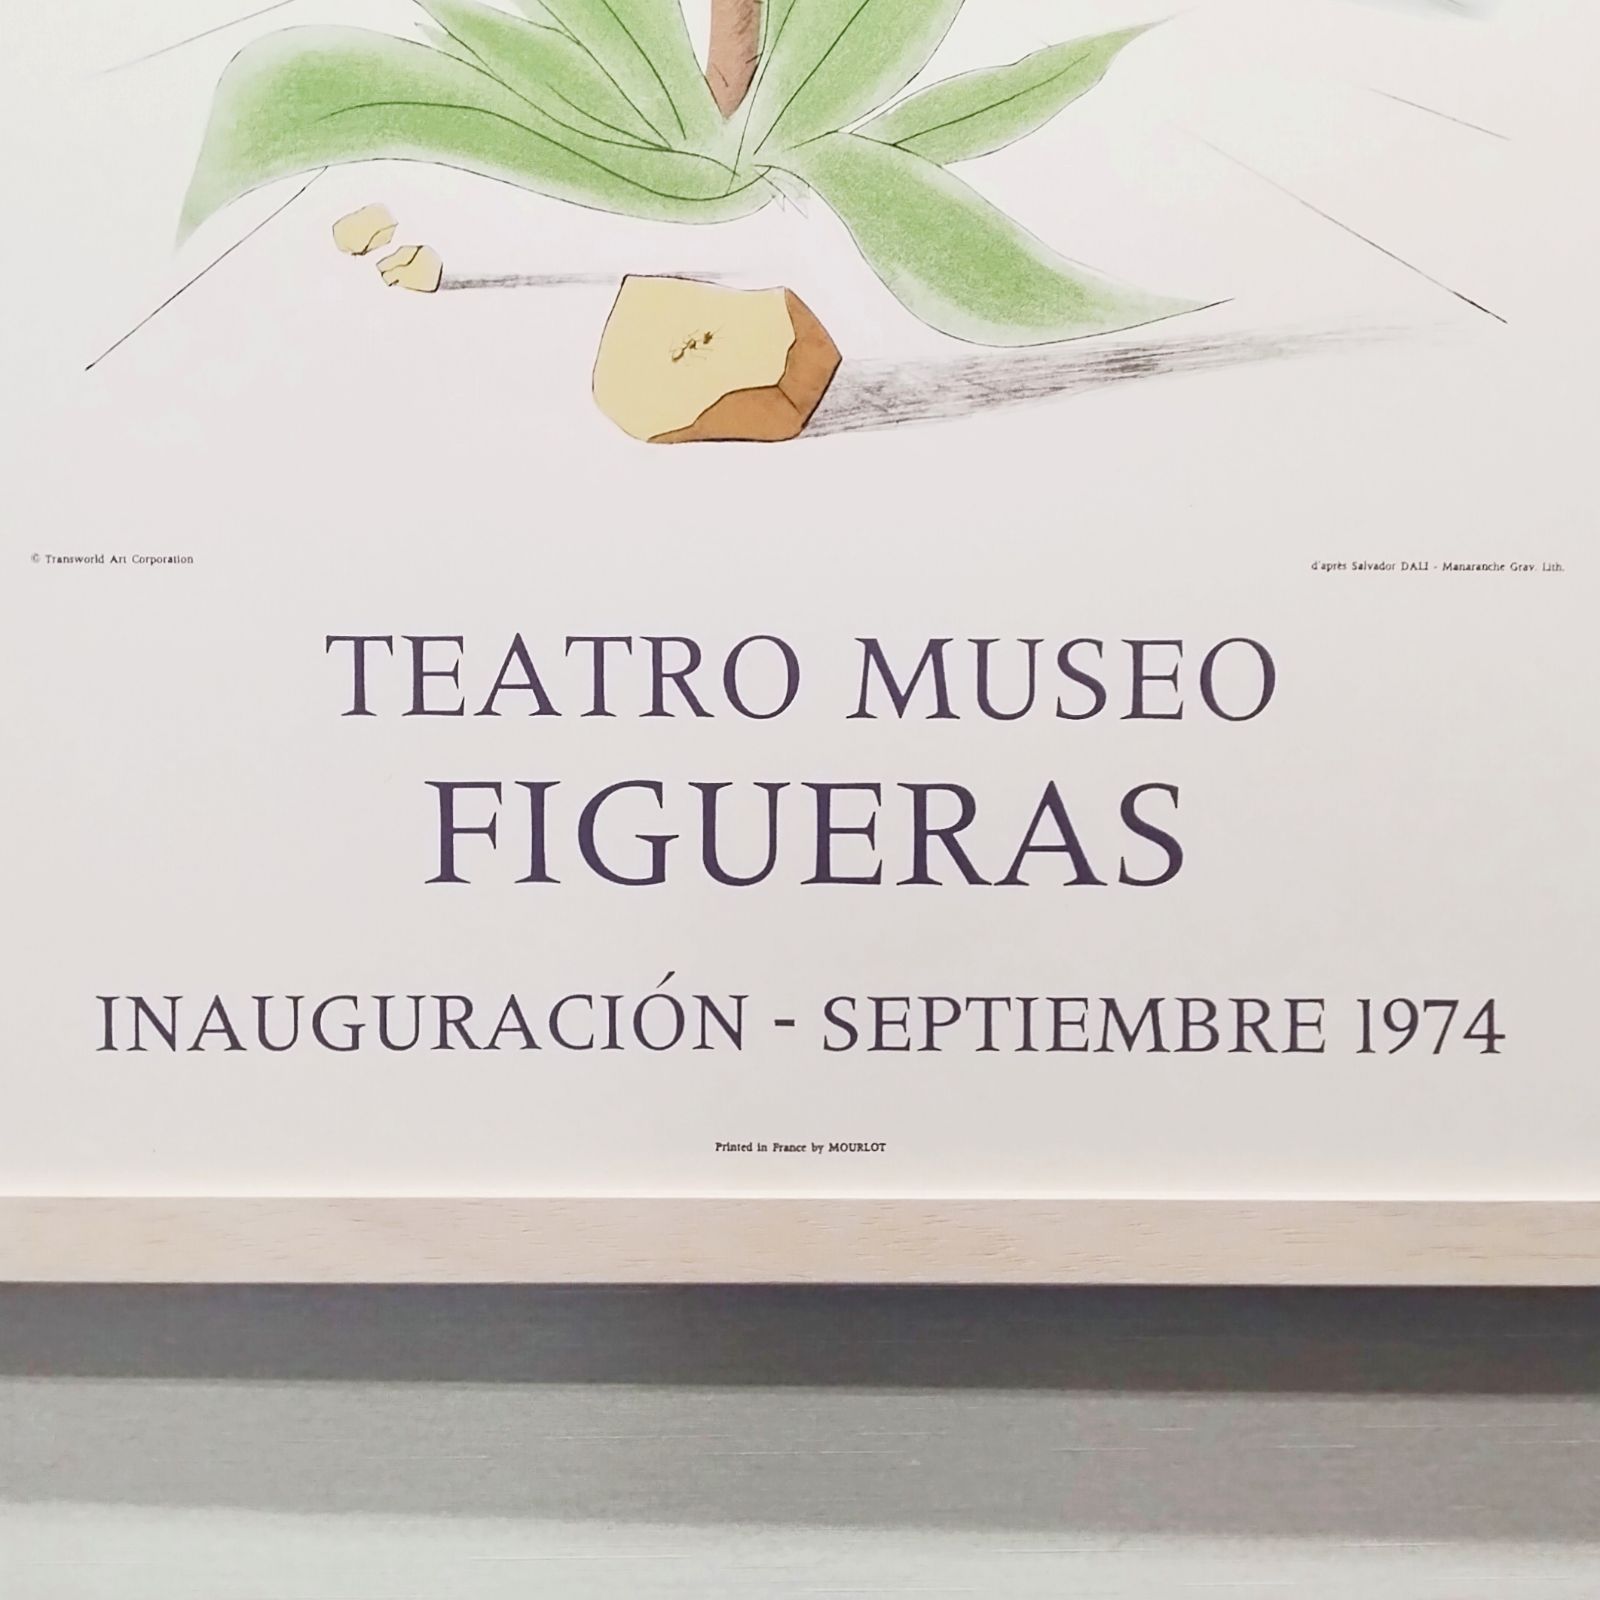 © Transworld Art Corporation
d'après Salvador DALI - Manaranche Grav. Lith.
TEATRO MUSEO
FIGUERAS
INAUGURACIÓN - SEPTIEMBRE 1974
Printed in France by MOURLOT